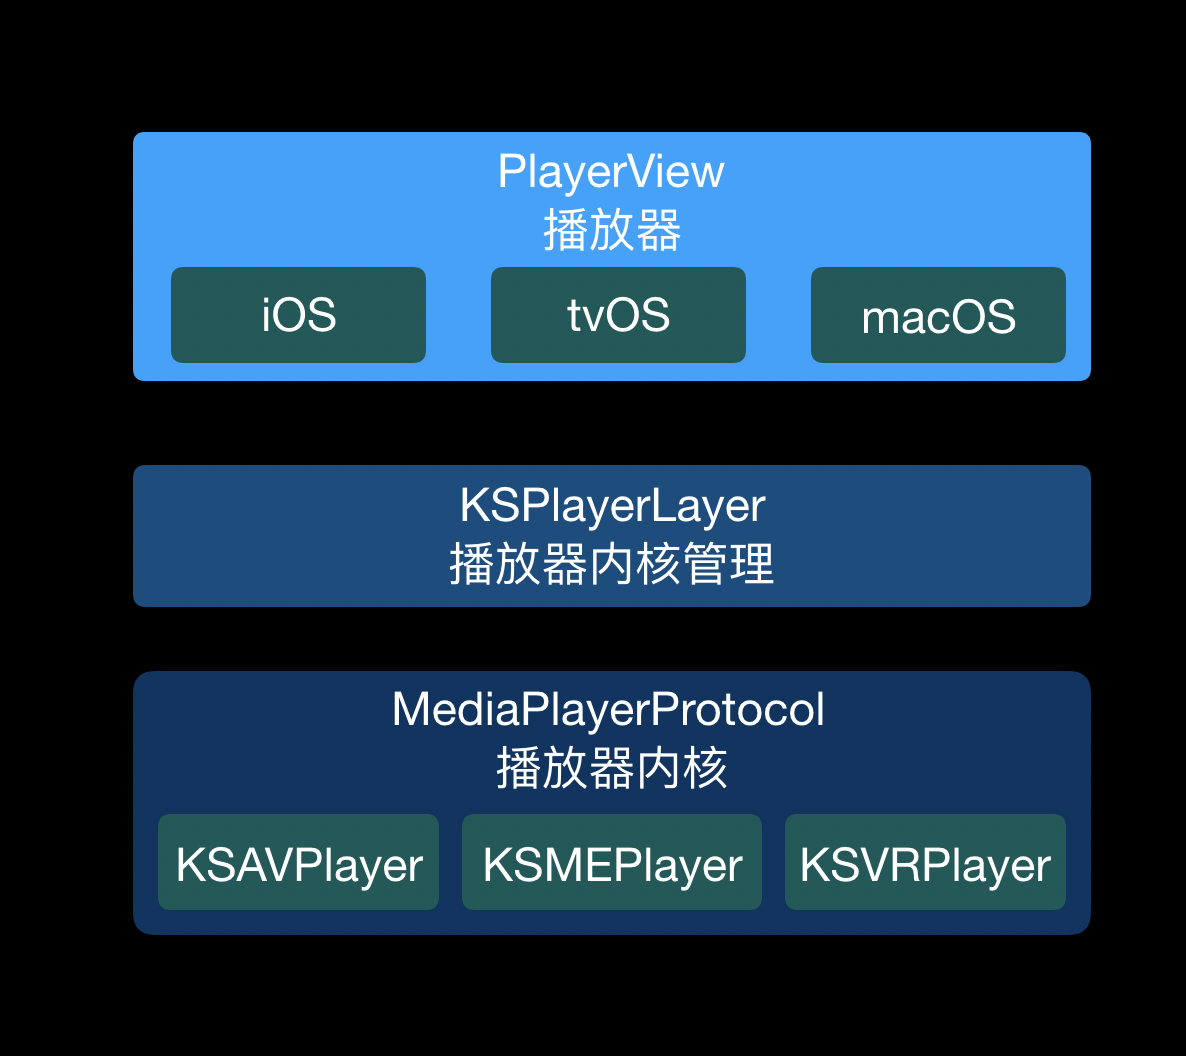 PlayerView
播放器
iOS
tvOS
macOS
KSPlayerLayer
播放器内核管理
MediaPlayerProtocol
播放器内核
KSAVPlayer
KSMEPlayer
KSVRPlayer